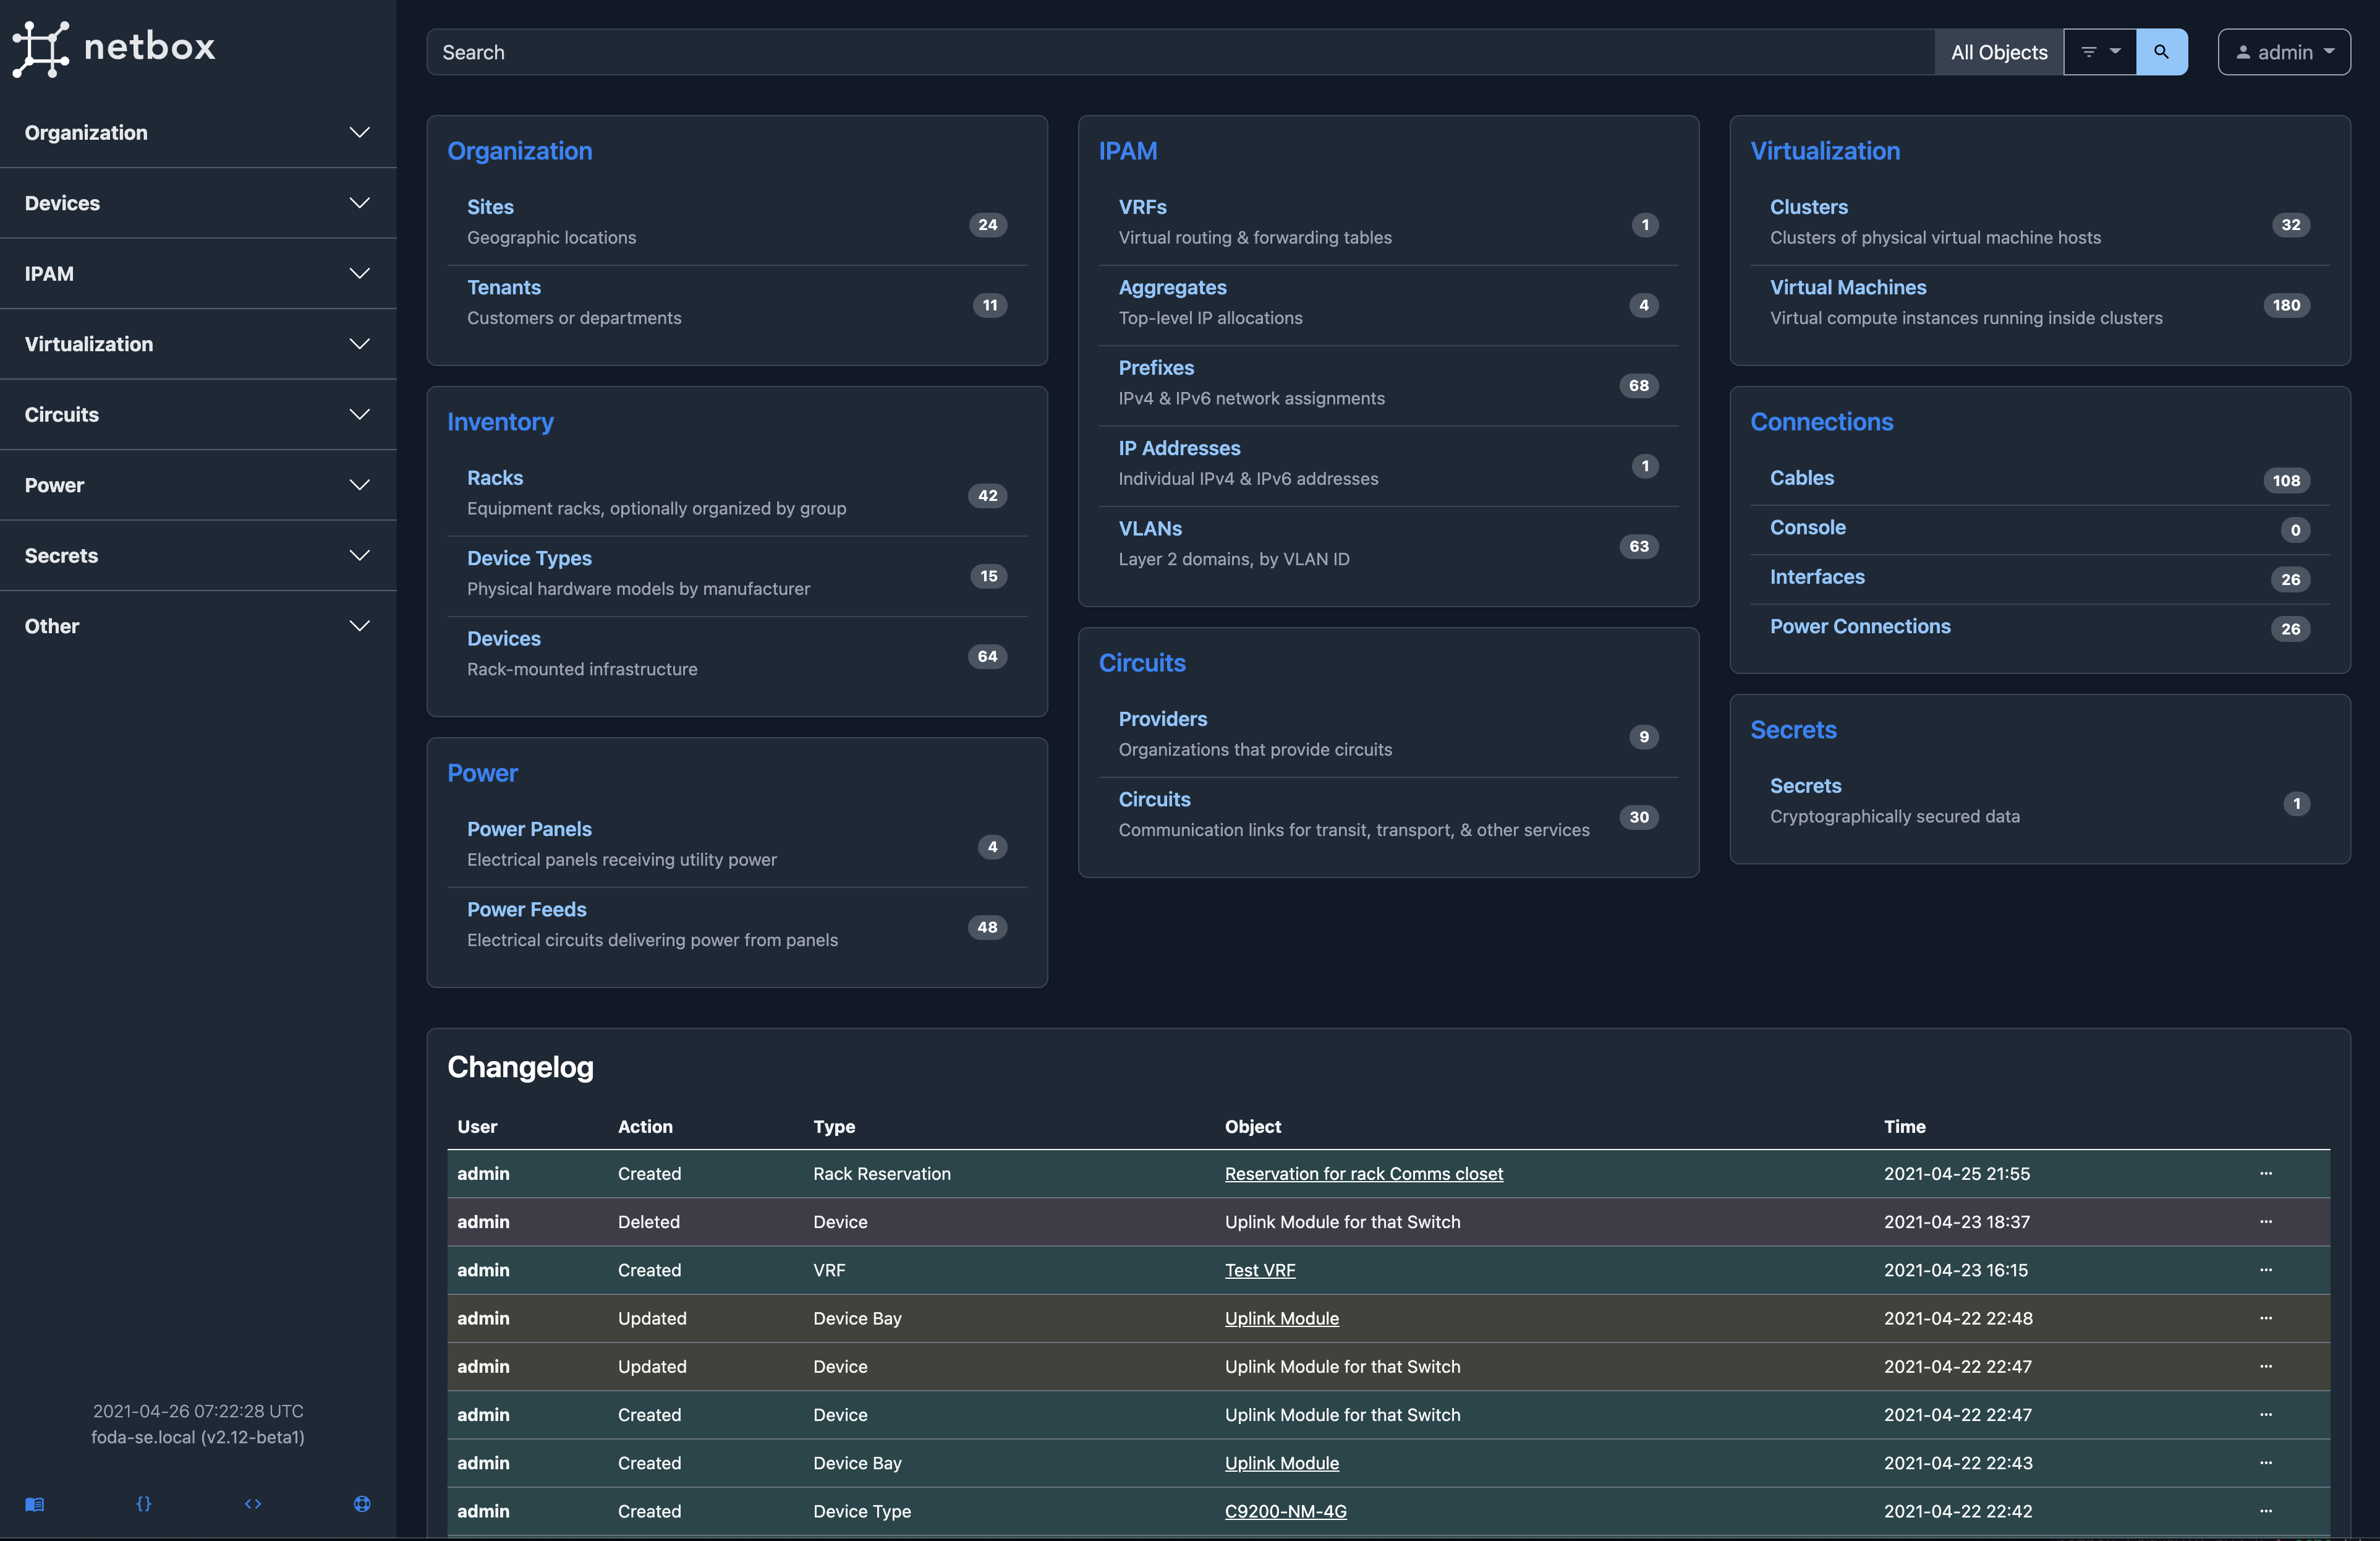 netbox
Organization
Devices
IPAM
Virtualization
Circuits
Power
Secrets
Other
2021-04-26 07:22:28 UTC
foda-se.local (v2.12-beta1)
Search
All Objects
admin
Organization
Sites
Geographic locations
24
Tenants
Customers or departments
11
Inventory
Racks
Equipment racks, optionally organized by group
42
Device Types
Physical hardware models by manufacturer
15
Devices
Rack-mounted infrastructure
64
Power
Power Panels
Electrical panels receiving utility power
4
Power Feeds
Electrical circuits delivering power from panels
48
IPAM
VRFs
Virtual routing & forwarding tables
1
Aggregates
Top-level IP allocations
4
Prefixes
IPv4 & IPv6 network assignments
68
IP Addresses
Individual IPv4 & IPv6 addresses
1
VLANs
Layer 2 domains, by VLAN ID
63
Circuits
Providers
Organizations that provide circuits
9
Circuits
Communication links for transit, transport, & other services
30
Virtualization
Clusters
Clusters of physical virtual machine hosts
32
Virtual Machines
Virtual compute instances running inside clusters
180
Connections
Cables 108
Console 0
Interfaces 26
Power Connections 26
Secrets
Secrets
Cryptographically secured data
1
Changelog
User Action Type Object Time
admin Created Rack Reservation Reservation for rack Comms closet 2021-04-25 21:55 ...
admin Deleted Device Uplink Module for that Switch 2021-04-23 18:37 ...
admin Created VRF Test VRF 2021-04-23 16:15 ...
admin Updated Device Bay Uplink Module 2021-04-22 22:48 ...
admin Updated Device Uplink Module for that Switch 2021-04-22 22:47 ...
admin Created Device Uplink Module for that Switch 2021-04-22 22:47 ...
admin Created Device Bay Uplink Module 2021-04-22 22:43 ...
admin Created Device Type C9200-NM-4G 2021-04-22 22:42 ...